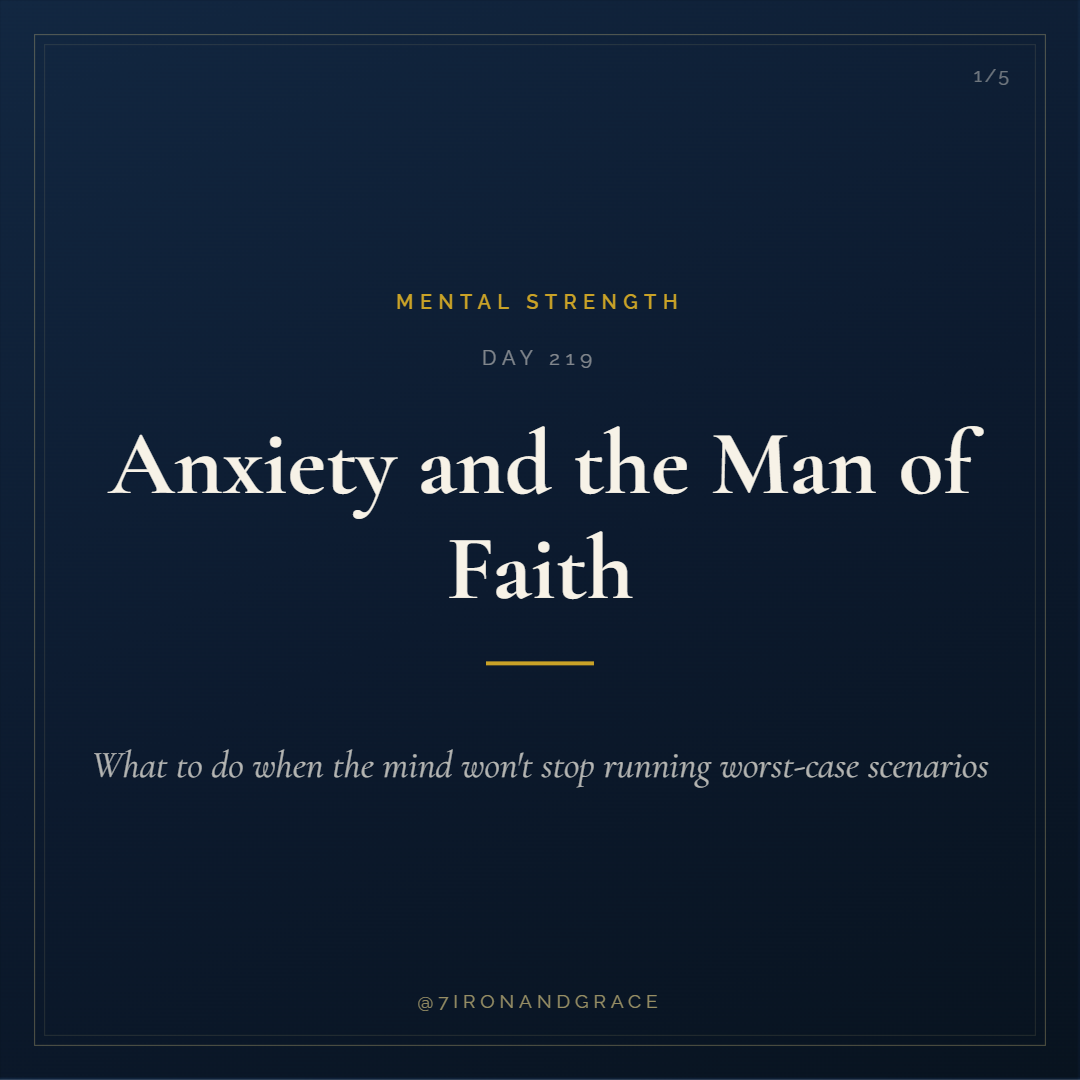 1/5
MENTAL STRENGTH
DAY 219
Anxiety and the Man of
Faith
What to do when the mind won't stop running worst-case scenarios
@7IRONANDGRACE